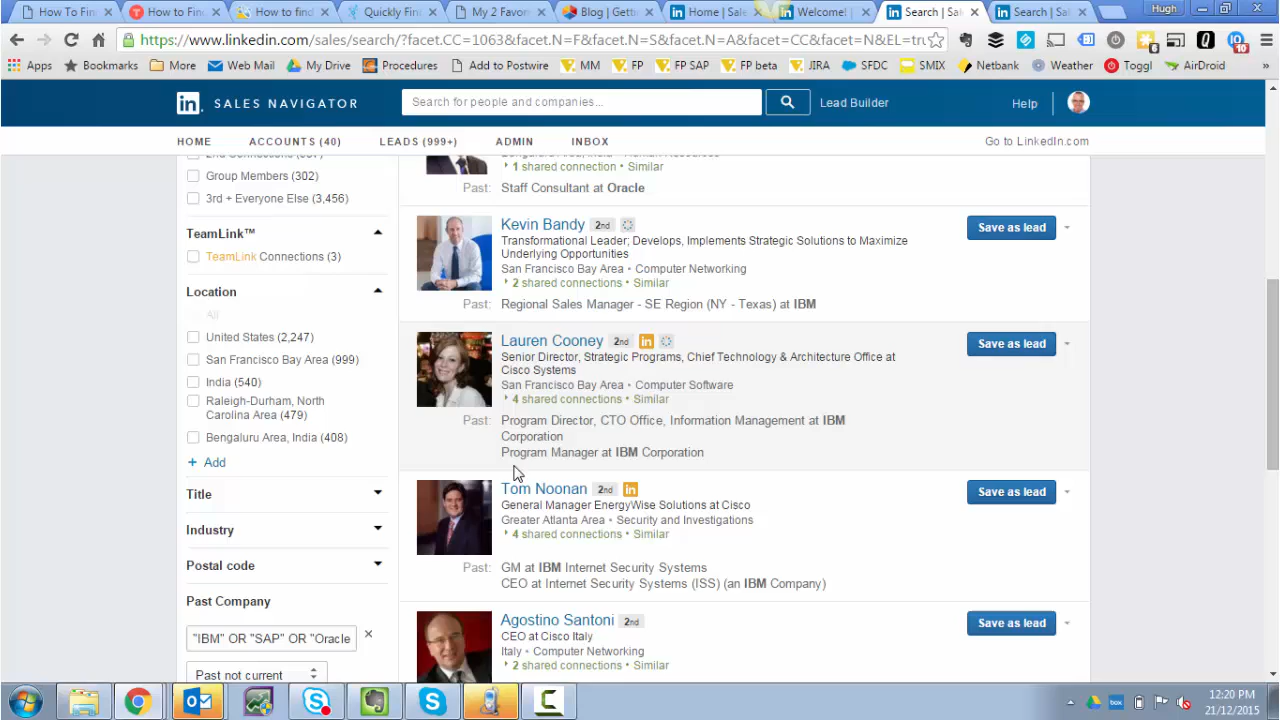 How To Fim
How to Fin
How to find
Quickly Fin
My 2 Favor
Blog | Gett
Home | Sale
Welcome! |
Search | Sal
Search | Sal
Hugh
https://www.linkedin.com/sales/search/?facet.CC=1063&facet.N=F&facet.N=S&facet.N=A&facet=CC&facet=N&EL=tru
6
10
Apps
Bookmarks
More
Web Mail
My Drive
Procedures
Add to Postwire
MM
FP
FP SAP
FP beta
JIRA
SFDC
SMIX
Netbank
Weather
Toggl
AirDroid
»
in SALES NAVIGATOR
Search for people and companies...
Lead Builder
Help
HOME
ACCOUNTS (40)
LEADS (999+)
ADMIN
INBOX
Go to LinkedIn.com
Group Members (302)
3rd + Everyone Else (3,456)
TeamLink™
TeamLink Connections (3)
Location
All
United States (2,247)
San Francisco Bay Area (999)
India (540)
Raleigh-Durham, North
Carolina Area (479)
Bengaluru Area, India (408)
+ Add
Title
Industry
Postal code
Past Company
"IBM" OR "SAP" OR "Oracle
Past not current
1 shared connection • Similar
Past: Staff Consultant at Oracle
Kevin Bandy 2nd
Save as lead
Transformational Leader; Develops, Implements Strategic Solutions to Maximize
Underlying Opportunities
San Francisco Bay Area • Computer Networking
2 shared connections • Similar
Past: Regional Sales Manager - SE Region (NY - Texas) at IBM
Lauren Cooney 2nd in
Save as lead
Senior Director, Strategic Programs, Chief Technology & Architecture Office at
Cisco Systems
San Francisco Bay Area • Computer Software
4 shared connections • Similar
Past: Program Director, CTO Office, Information Management at IBM
Corporation
Program Manager at IBM Corporation
Tom Noonan 2nd in
Save as lead
General Manager EnergyWise Solutions at Cisco
Greater Atlanta Area • Security and Investigations
4 shared connections • Similar
Past: GM at IBM Internet Security Systems
CEO at Internet Security Systems (ISS) (an IBM Company)
Agostino Santoni 2nd
Save as lead
CEO at Cisco Italy
Italy • Computer Networking
2 shared connections • Similar
12:20 PM
21/12/2015